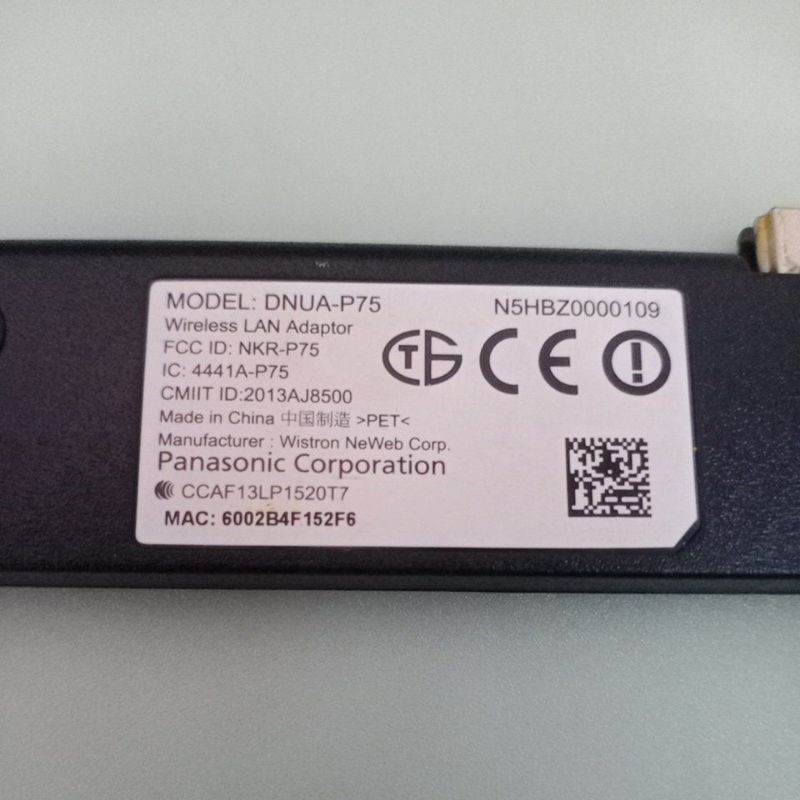 MODEL: DNUA-P75
N5HBZ0000109
Wireless LAN Adaptor
FCC ID: NKR-P75
IC: 4441A-P75
CMIIT ID:2013AJ8500
Made in China 中国制造 >PET<
Manufacturer : Wistron NeWeb Corp.
Panasonic Corporation
CCAF13LP1520T7
MAC: 6002B4F152F6